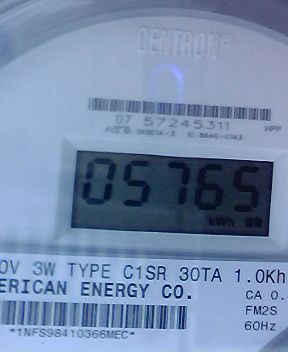 CENTRON®
07 57245311
HPP
05765
kWh
0V 3W TYPE C1SR 30TA 1.0Kh
ERICAN ENERGY CO.
CA 0.
FM2S
60Hz
*1NFS98410366MEC*